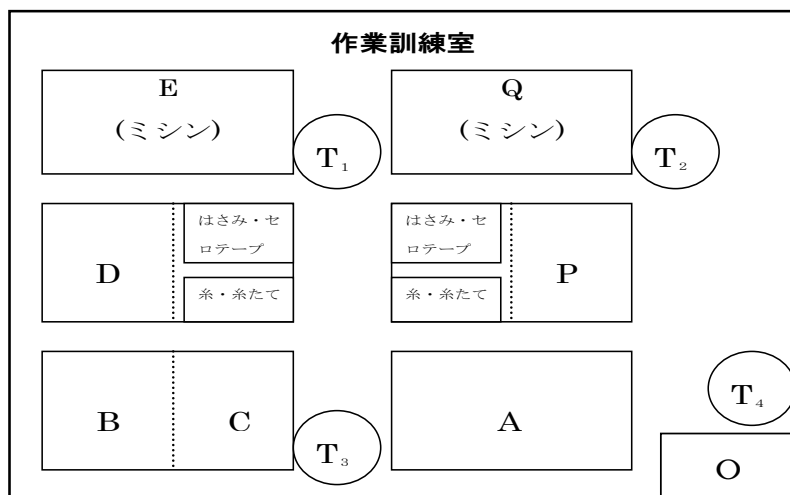 作業訓練室
E
(ミシン)
T₁
Q
(ミシン)
T₂
D
はさみ・セ
ロテープ
糸・糸たて
はさみ・セ
ロテープ
糸・糸たて
P
B
C
T₃
A
T₄
O